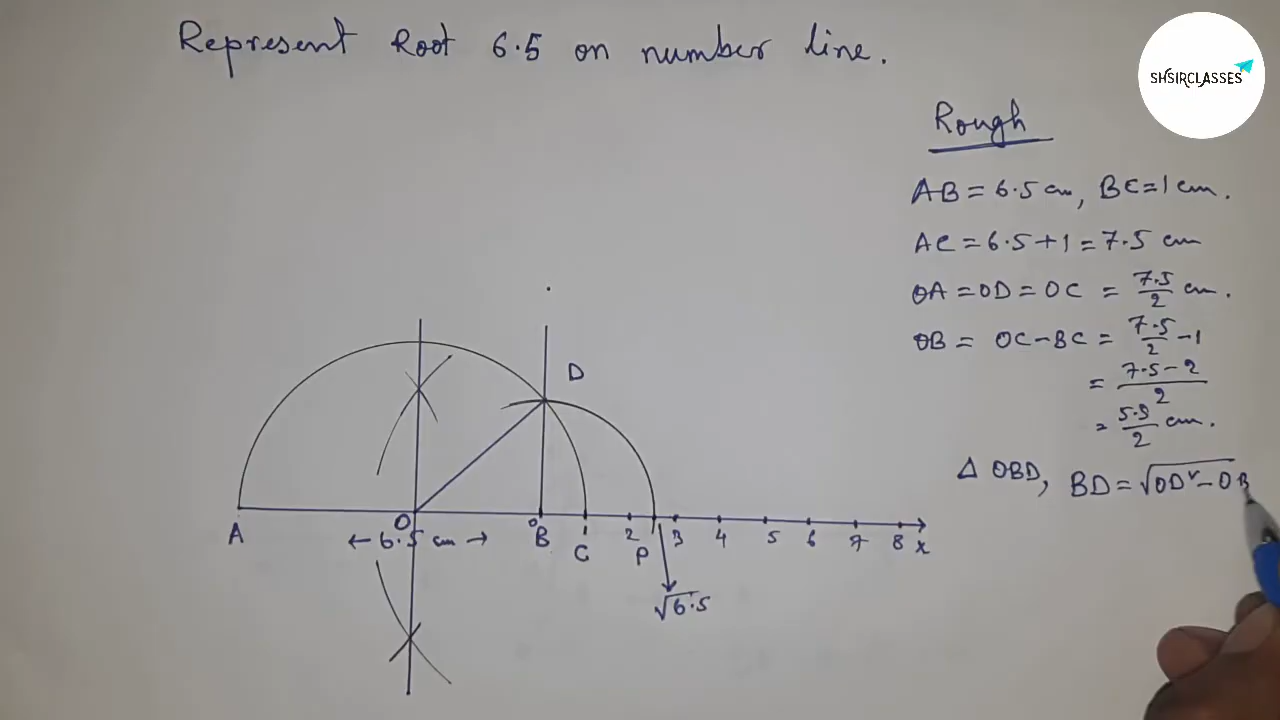 Represent Root 6.5 on number line.
SHSIRCLASSES
Rough
AB = 6.5 cm, BC = 1 cm.
AC = 6.5 + 1 = 7.5 cm
OA = OD = OC = 7.5/2 cm.
OB = OC - BC = 7.5/2 - 1
= 7.5 - 2/2
= 5.5/2 cm.
△ OBD, BD = √OD² - OB
D
A O 0 B C 2 P 3 4 5 6 7 8 x
← 6.5 cm →
√6.5